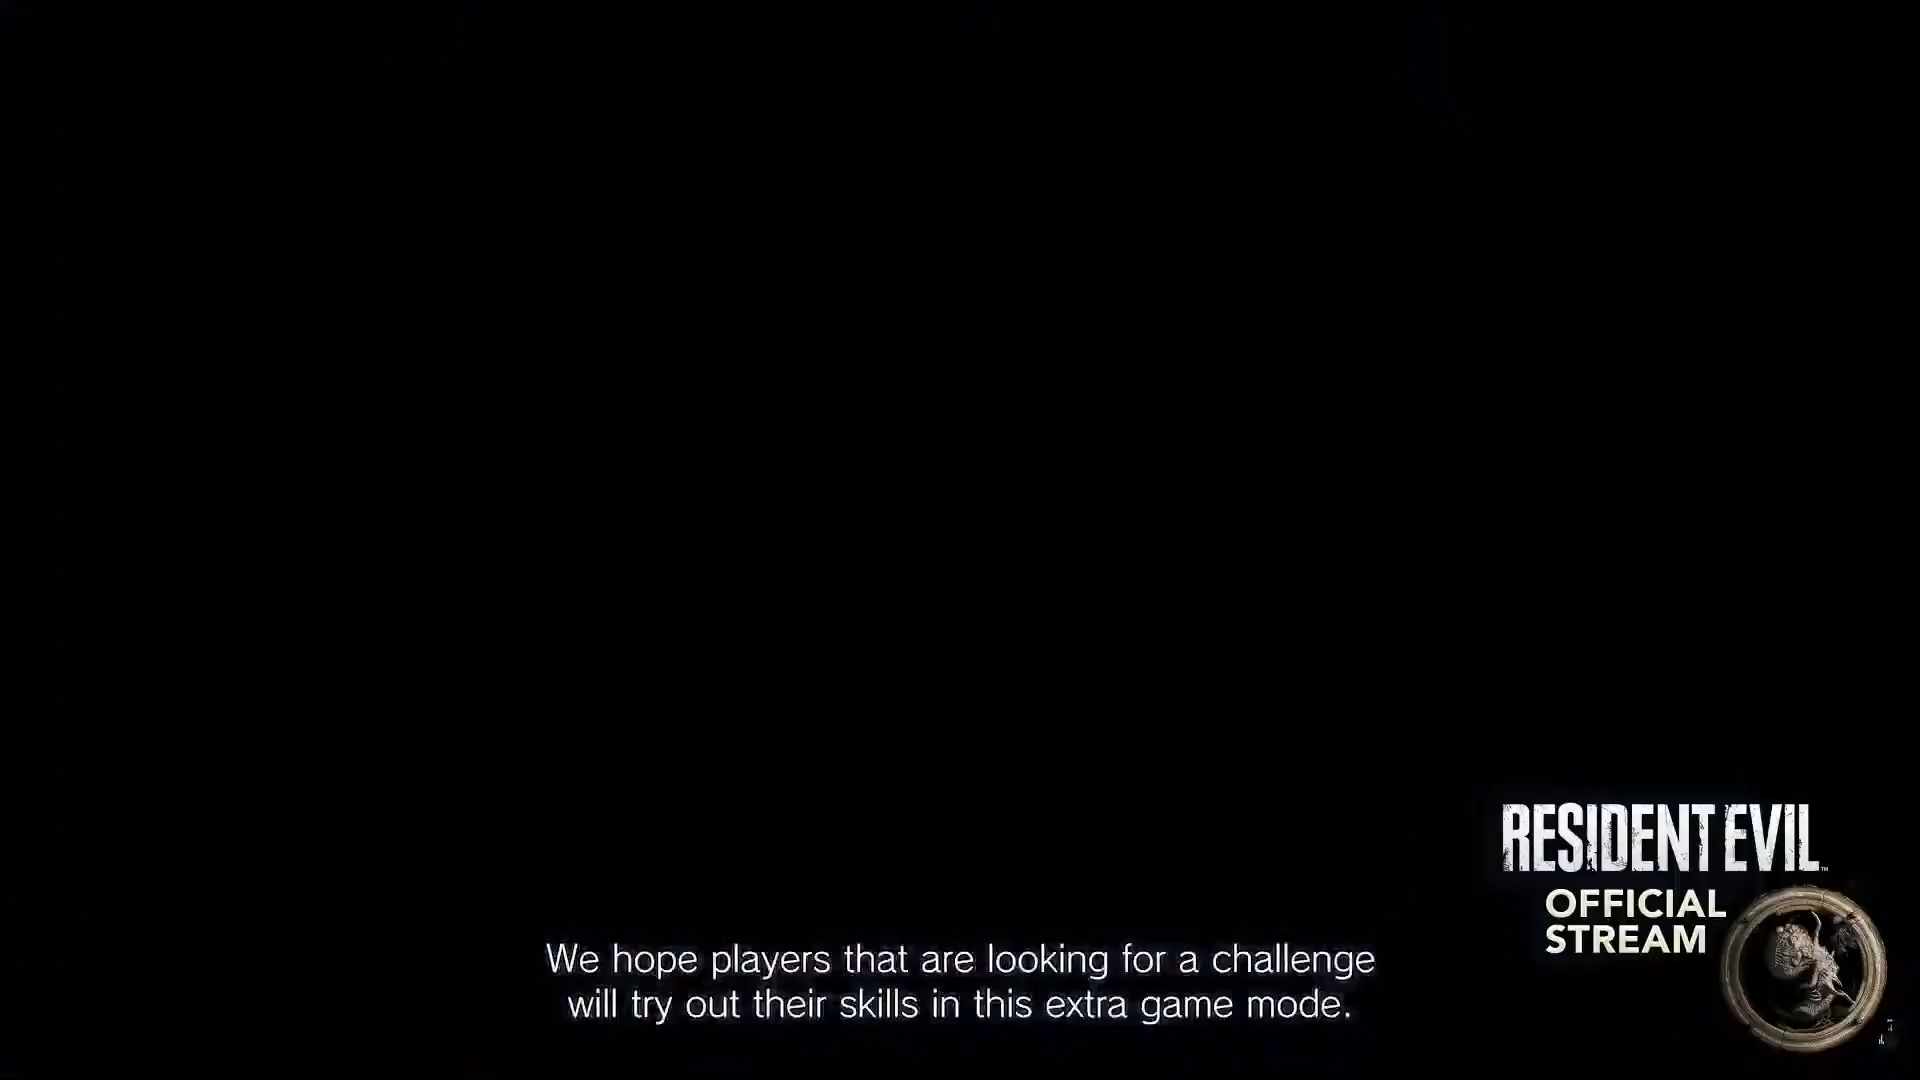 RESIDENT EVIL™
OFFICIAL
STREAM
We hope players that are looking for a challenge
will try out their skills in this extra game mode.